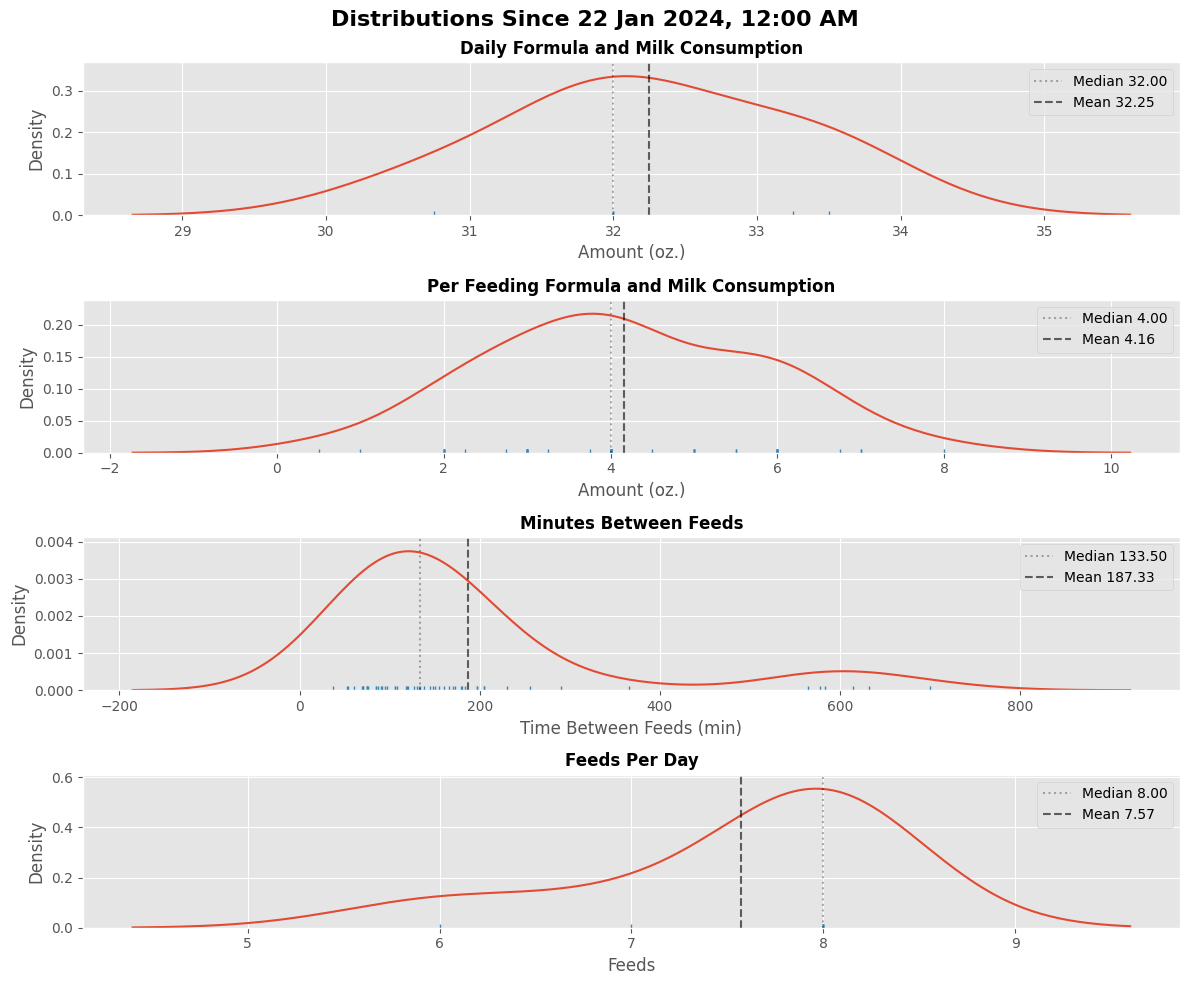 Distributions Since 22 Jan 2024, 12:00 AM
Daily Formula and Milk Consumption
Density
0.3
0.2
0.1
0.0
Median 32.00
Mean 32.25
29 30 31 32 33 34 35
Amount (oz.)
Per Feeding Formula and Milk Consumption
Density
0.20
0.15
0.10
0.05
0.00
Median 4.00
Mean 4.16
−2 0 2 4 6 8 10
Amount (oz.)
Minutes Between Feeds
Density
0.004
0.003
0.002
0.001
0.000
Median 133.50
Mean 187.33
−200 0 200 400 600 800
Time Between Feeds (min)
Feeds Per Day
Density
0.6
0.4
0.2
0.0
Median 8.00
Mean 7.57
5 6 7 8 9
Feeds